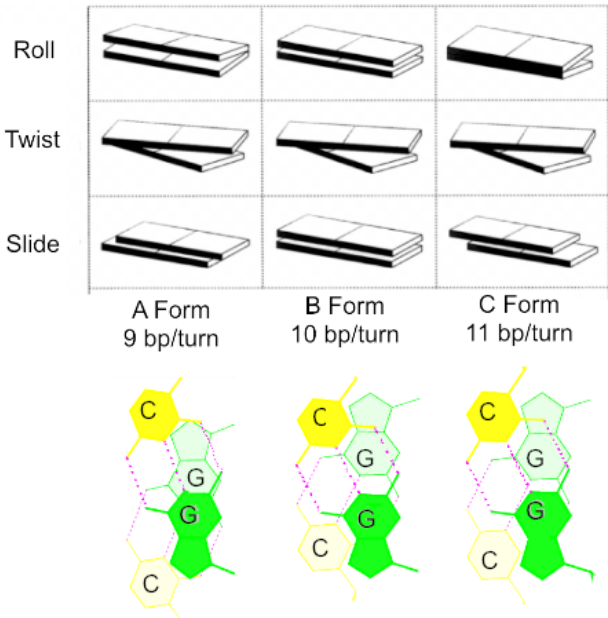 Roll
Twist
Slide
A Form
9 bp/turn
B Form
10 bp/turn
C Form
11 bp/turn
C
G
G
C
C
G
G
C
C
G
G
C